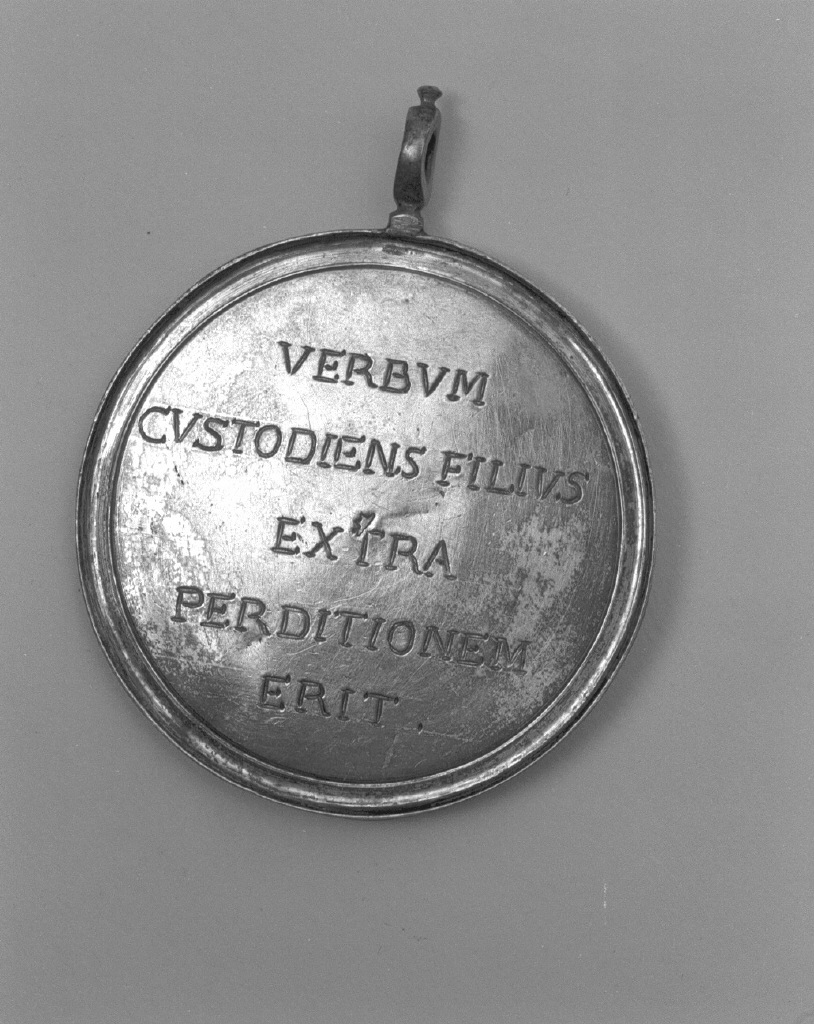 VERBVM
CVSTODIENS FILIVS
EXTRA
PERDITIONEM
ERIT.